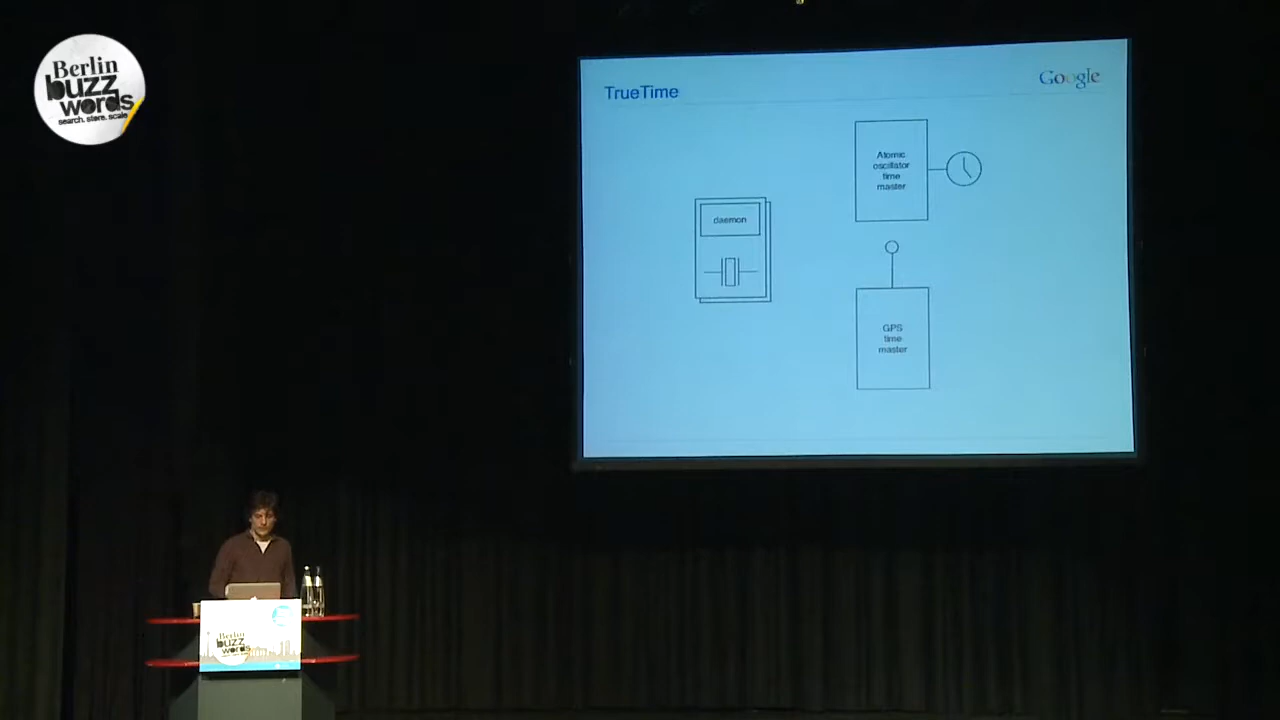 Berlin
buzz
words
search. store. scale
TrueTime
Google
Atomic
oscillator
time
master
daemon
GPS
time
master
Berlin
buzz
words